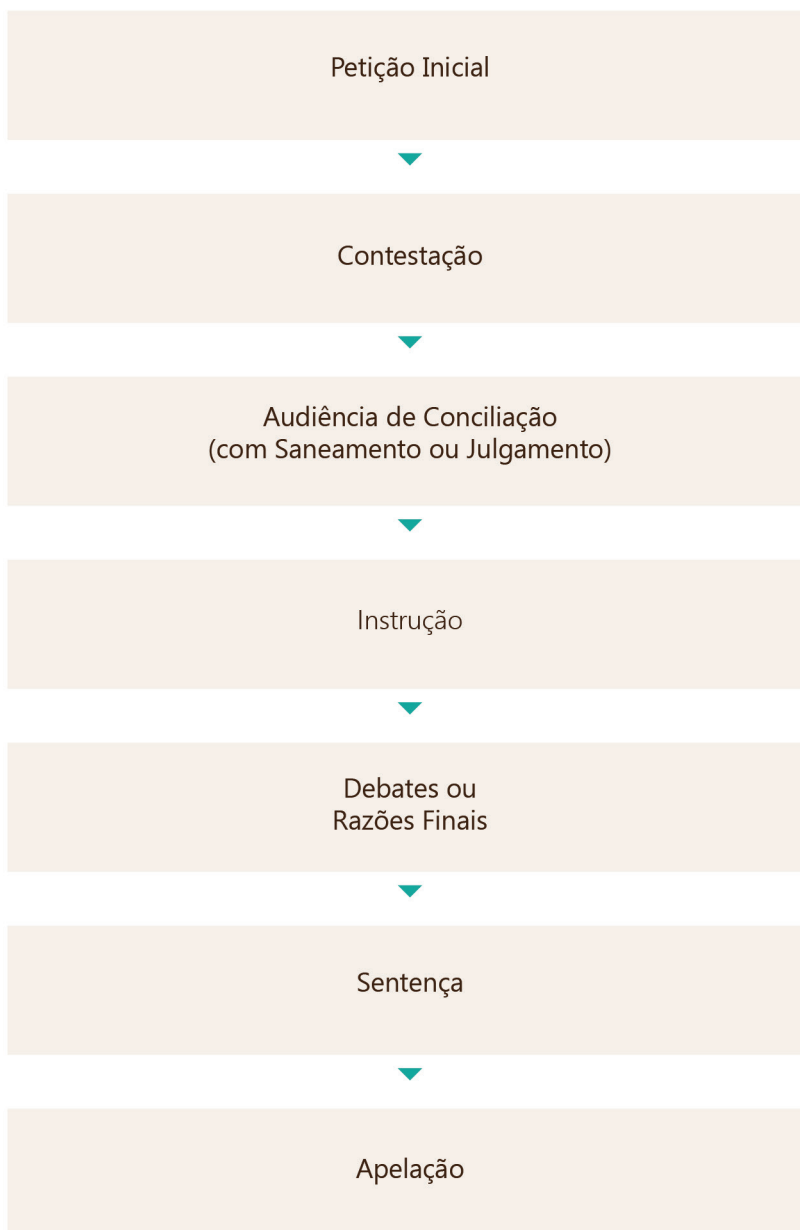 Petição Inicial
Contestação
Audiência de Conciliação
(com Saneamento ou Julgamento)
Instrução
Debates ou
Razões Finais
Sentença
Apelação